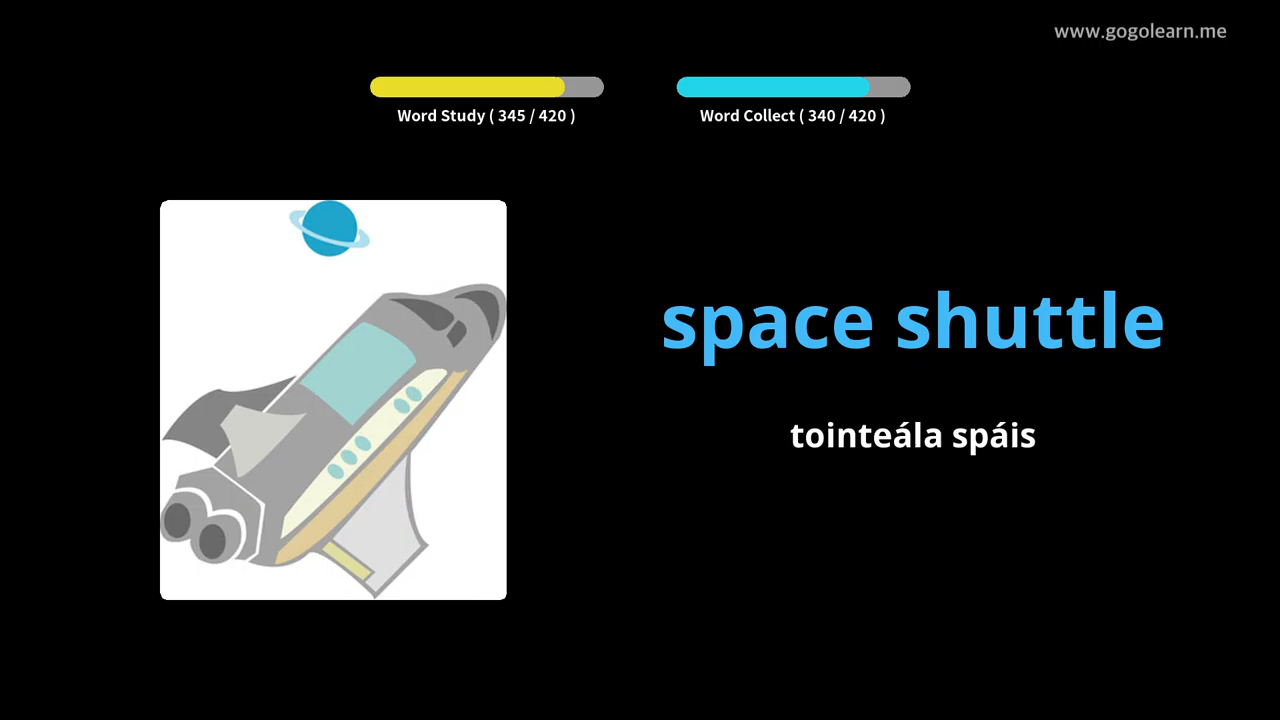 www.gogolearn.me
Word Study ( 345 / 420 )
Word Collect ( 340 / 420 )
space shuttle
tointeála spáis